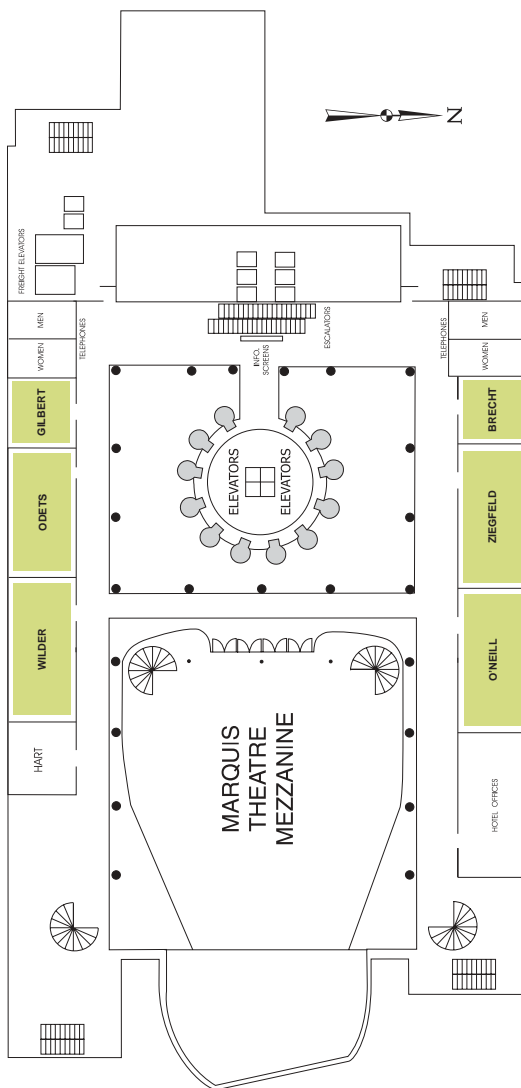 N
FREIGHT ELEVATORS
MEN
WOMEN
TELEPHONES
GILBERT
ODETS
WILDER
HART
ESCALATORS
INFO.
SCREENS
ELEVATORS
ELEVATORS
MARQUIS
THEATRE
MEZZANINE
TELEPHONES
MEN
WOMEN
BRECHT
ZIEGFELD
O'NEILL
HOTEL OFFICES